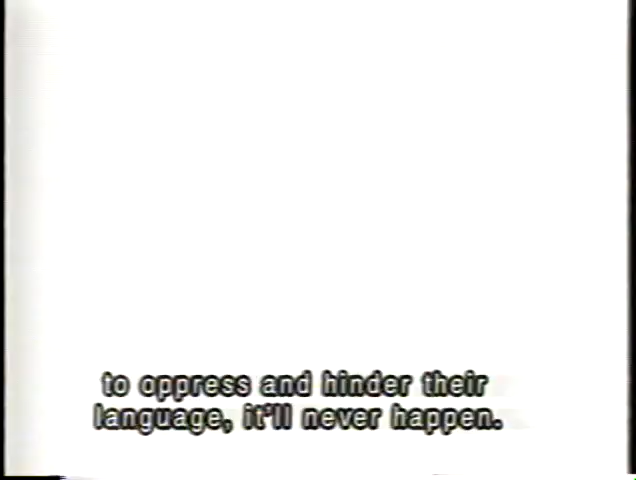 to oppress and hinder their
language, it'll never happen.